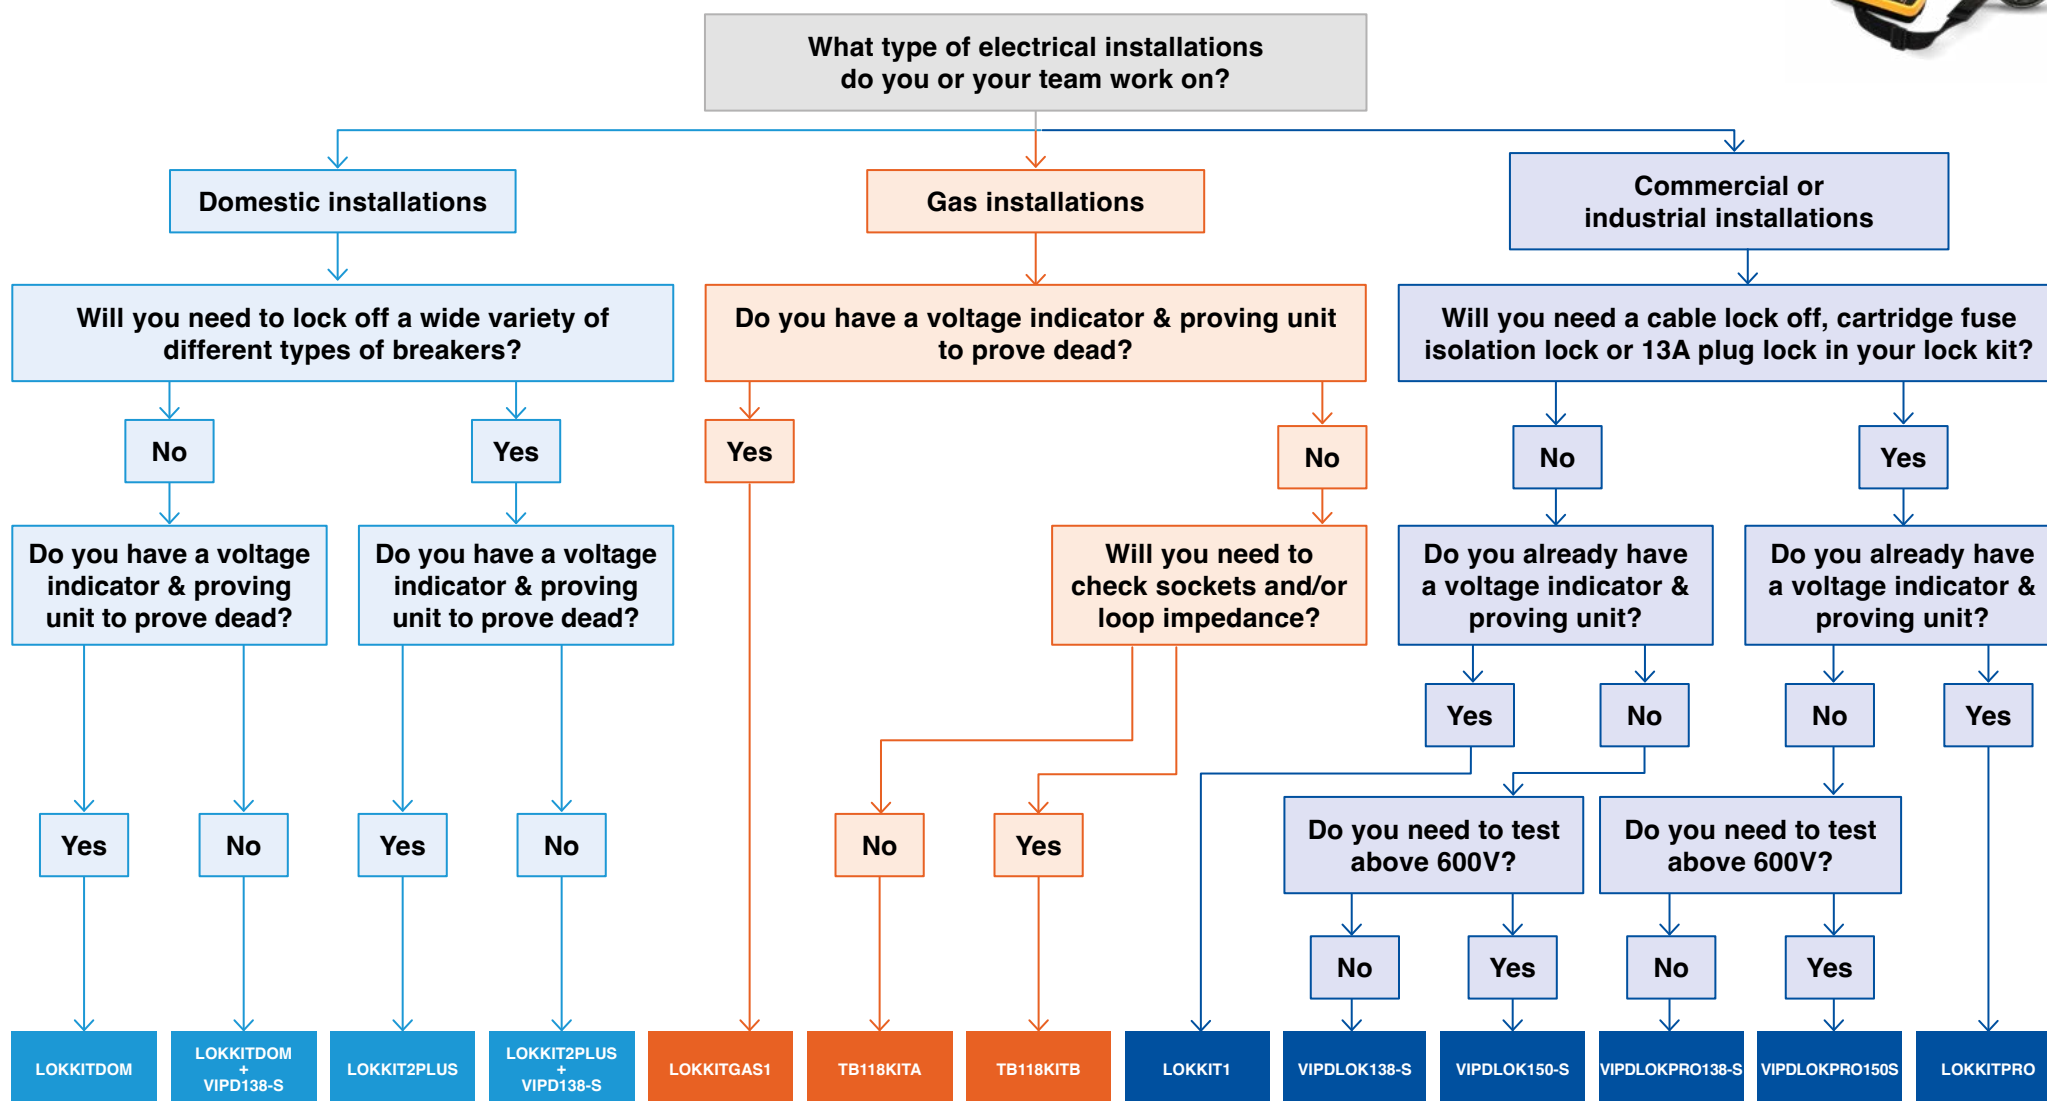 What type of electrical installations
do you or your team work on?
Domestic installations
Gas installations
Commercial or
industrial installations
Will you need to lock off a wide variety of
different types of breakers?
Do you have a voltage indicator & proving unit
to prove dead?
Will you need a cable lock off, cartridge fuse
isolation lock or 13A plug lock in your lock kit?
No
Yes
Yes
No
No
Yes
Do you have a voltage
indicator & proving
unit to prove dead?
Do you have a voltage
indicator & proving
unit to prove dead?
Will you need to
check sockets and/or
loop impedance?
Do you already have
a voltage indicator &
proving unit?
Do you already have
a voltage indicator &
proving unit?
Yes
No
No
Yes
Yes
No
Yes
No
No
Yes
Do you need to test
above 600V?
Do you need to test
above 600V?
No
Yes
No
Yes
LOKKITDOM
LOKKITDOM
+
VIPD138-S
LOKKIT2PLUS
LOKKIT2PLUS
+
VIPD138-S
LOKKITGAS1
TB118KITA
TB118KITB
LOKKIT1
VIPDLOK138-S
VIPDLOK150-S
VIPDLOKPRO138-S
VIPDLOKPRO150S
LOKKITPRO